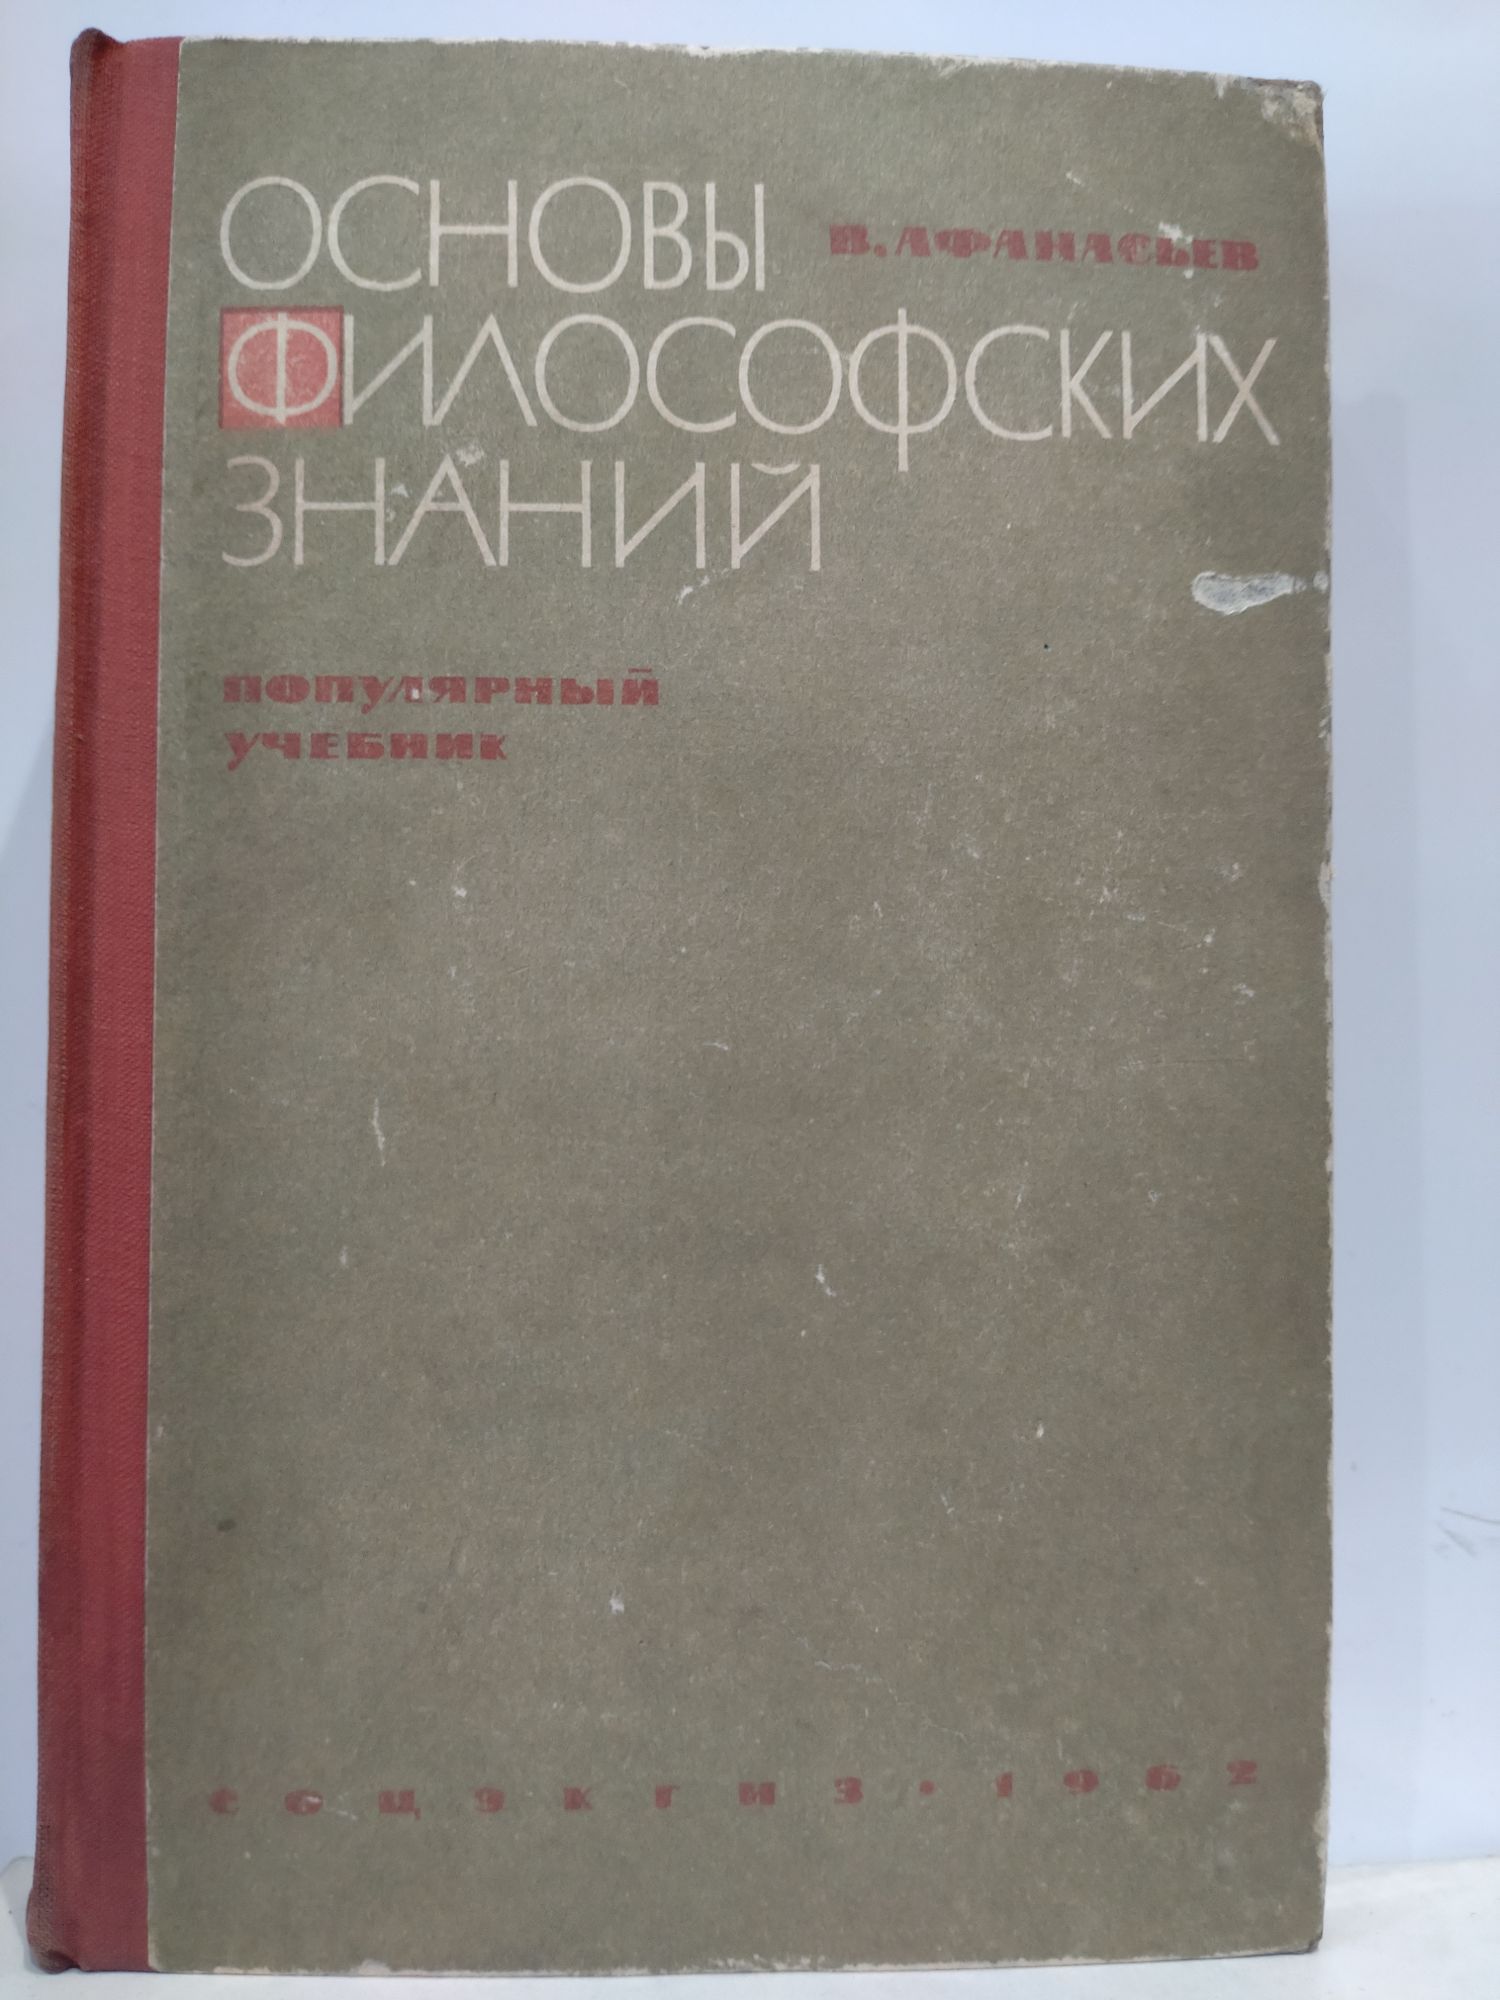 ОСНОВЫ В. АФАНАСЬЕВ
ФИЛОСОФСКИХ
ЗНАНИЙ
ПОПУЛЯРНЫЙ
УЧЕБНИК
СОЦЭКГИЗ • 1962